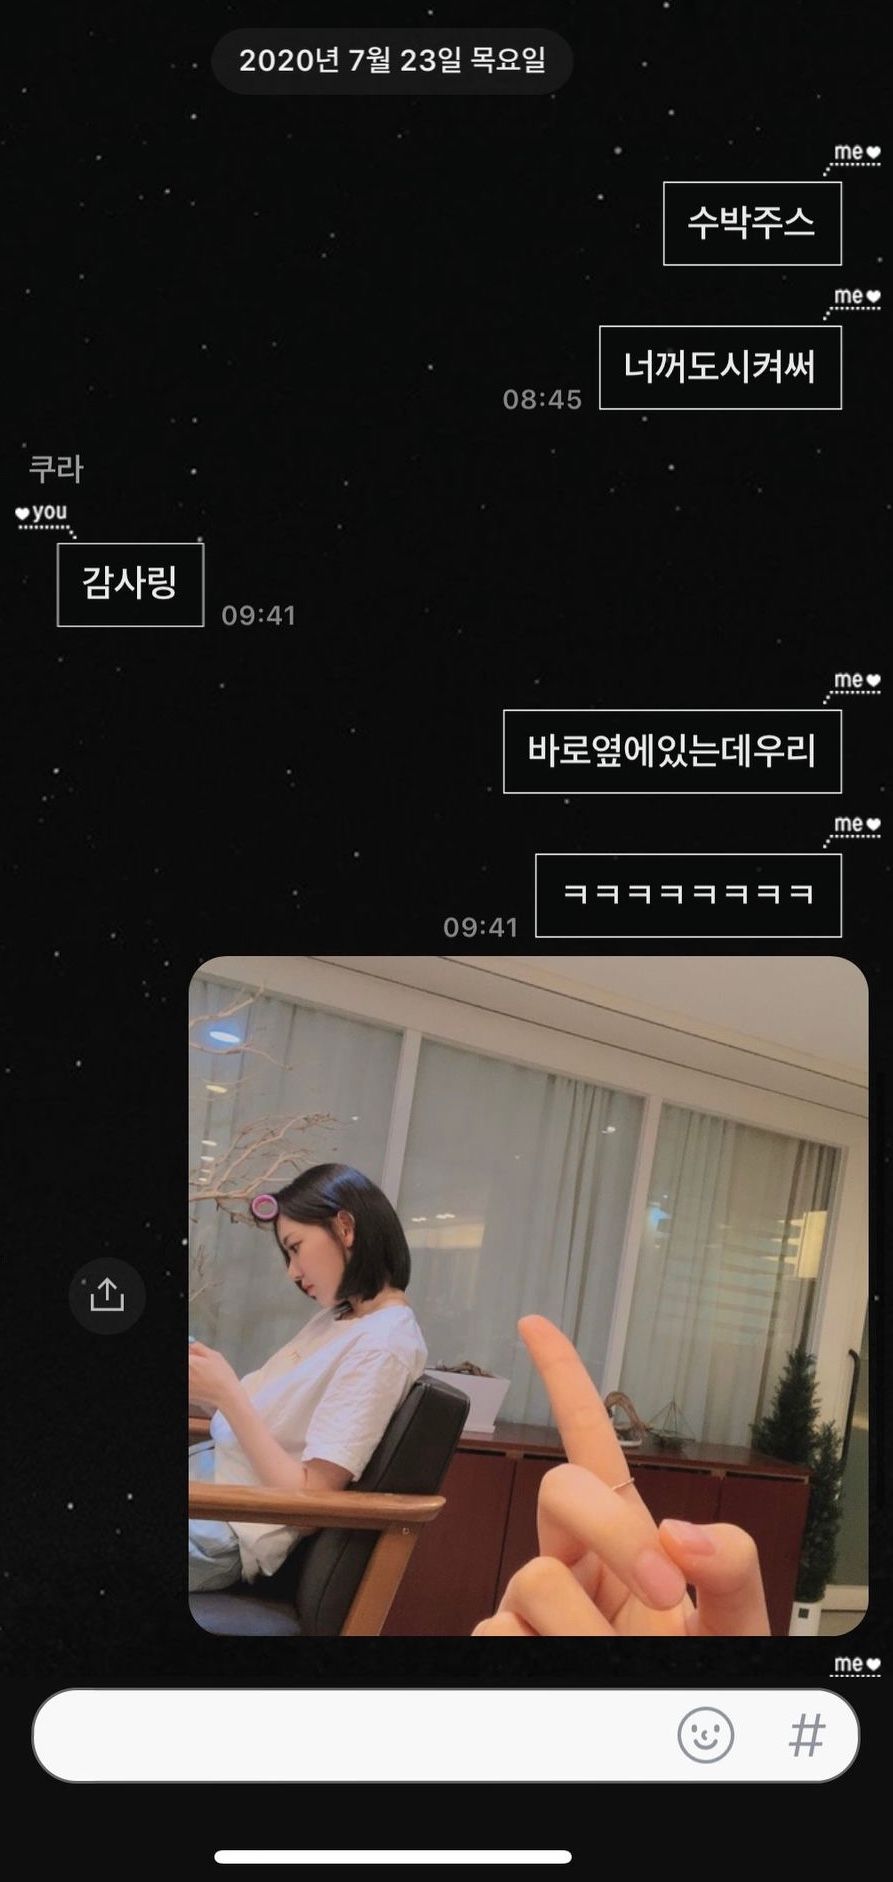 2020년 7월 23일 목요일
me♥
수박주스
me♥
너꺼도시켜써
08:45
쿠라
♥you
감사링
09:41
me♥
바로옆에있는데우리
me♥
ㅋㅋㅋㅋㅋㅋㅋㅋ
09:41
me♥
#